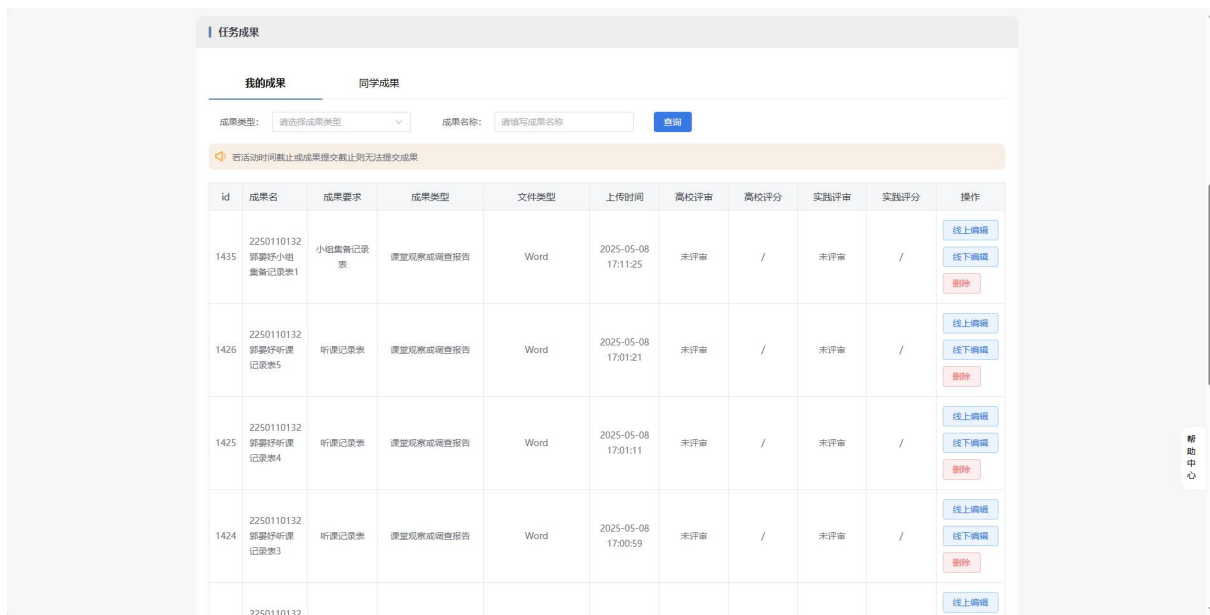 任务成果
我的成果 同学成果
成果类型： 请选择成果类型 成果名称： 请填写成果名称 查询
若活动时间截止或成果提交截止则无法提交成果
id 成果名 成果要求 成果类型 文件类型 上传时间 高校评审 高校评分 实践评审 实践评分 操作
线上编辑
2250110132
小组集备记录
2025-05-08
1435 郭晏妤小组 课堂观察或调查报告 Word 未评审 / 未评审 / 线下编辑
表
17:11:25
集备记录表1
删除
线上编辑
2250110132
2025-05-08
1426 郭晏妤听课 听课记录表 课堂观察或调查报告 Word 未评审 / 未评审 / 线下编辑
17:01:21
记录表5
删除
线上编辑
2250110132
2025-05-08
1425 郭晏妤听课 听课记录表 课堂观察或调查报告 Word 未评审 / 未评审 / 线下编辑
17:01:11
记录表4
删除
线上编辑
2250110132
2025-05-08
1424 郭晏妤听课 听课记录表 课堂观察或调查报告 Word 未评审 / 未评审 / 线下编辑
17:00:59
记录表3
删除
线上编辑
2250110132
帮
助
中
心